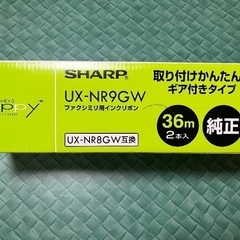 ppy
SHARP
UX-NR9GW
ファクシミリ用インクリボン
UX-NR8GW互換
取り付けかんたん
ギア付きタイプ
36m
2本入
純正